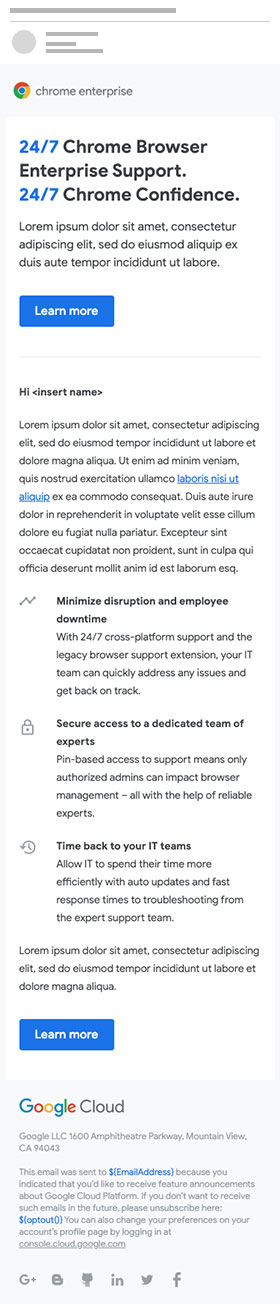 chrome enterprise
24/7 Chrome Browser
Enterprise Support.
24/7 Chrome Confidence.
Lorem ipsum dolor sit amet, consectetur
adipiscing elit, sed do eiusmod aliquip ex
duis aute tempor incididunt ut labore.
Learn more
Hi <insert name>
Lorem ipsum dolor sit amet, consectetur adipiscing
elit, sed do eiusmod tempor incididunt ut labore et
dolore magna aliqua. Ut enim ad minim veniam,
quis nostrud exercitation ullamco laboris nisi ut
aliquip ex ea commodo consequat. Duis aute irure
dolor in reprehenderit in voluptate velit esse cillum
dolore eu fugiat nulla pariatur. Excepteur sint
occaecat cupidatat non proident, sunt in culpa qui
officia deserunt mollit anim id est laborum esq.
Minimize disruption and employee
downtime
With 24/7 cross-platform support and the
legacy browser support extension, your IT
team can quickly address any issues and
get back on track.
Secure access to a dedicated team of
experts
Pin-based access to support means only
authorized admins can impact browser
management – all with the help of reliable
experts.
Time back to your IT teams
Allow IT to spend their time more
efficiently with auto updates and fast
response times to troubleshooting from
the expert support team.
Lorem ipsum dolor sit amet, consectetur adipiscing
elit, sed do eiusmod tempor incididunt ut labore et
dolore magna aliqua.
Learn more
Google Cloud
Google LLC 1600 Amphitheatre Parkway, Mountain View,
CA 94043
This email was sent to ${EmailAddress} because you
indicated that you'd like to receive feature announcements
about Google Cloud Platform. If you don't want to receive
such emails in the future, please unsubscribe here:
${optout()} You can also change your preferences on your
account's profile page by logging in at
console.cloud.google.com